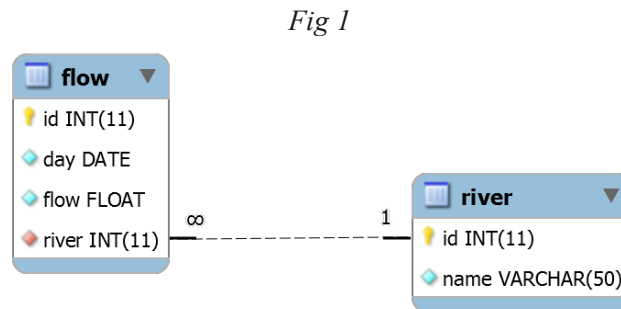 Fig 1
flow
id INT(11)
day DATE
flow FLOAT
river INT(11)
∞
1
river
id INT(11)
name VARCHAR(50)